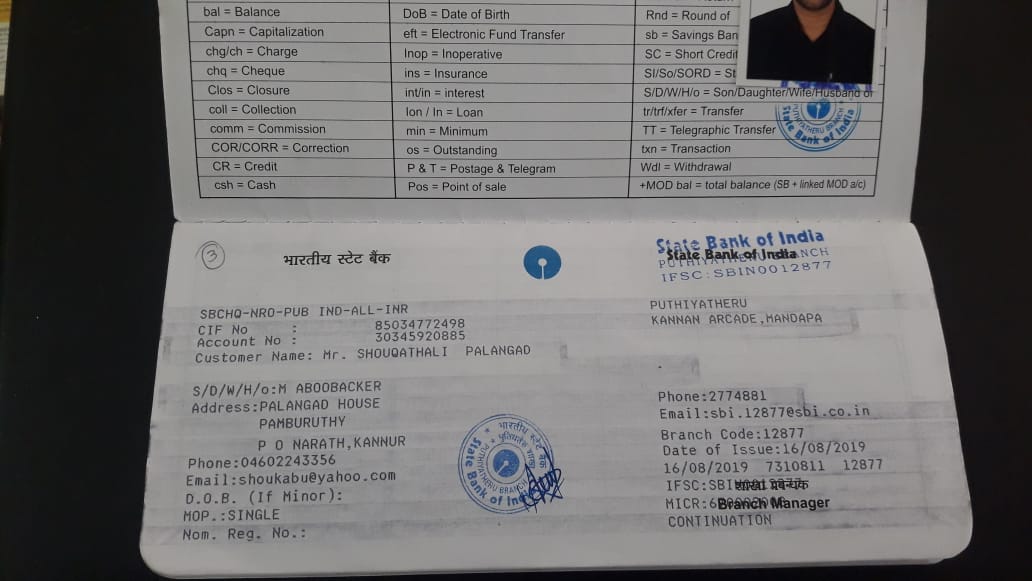 bal = Balance
DoB = Date of Birth
Rnd = Round of
Capn = Capitalization
eft = Electronic Fund Transfer
sb = Savings Ban
chg/ch = Charge
Inop = Inoperative
SC = Short Credit
chq = Cheque
ins = Insurance
SI/So/SORD = St
Clos = Closure
int/in = interest
S/D/W/H/o = Son/Daughter/Wife/Husband of
coll = Collection
Ion / In = Loan
tr/trf/xfer = Transfer
comm = Commission
min = Minimum
TT = Telegraphic Transfer
COR/CORR = Correction
os = Outstanding
txn = Transaction
CR = Credit
P & T = Postage & Telegram
Wdl = Withdrawal
csh = Cash
Pos = Point of sale
+MOD bal = total balance (SB + linked MOD a/c)
PUTHIYATHERU BRANCH
State Bank of India
3
भारतीय स्टेट बैंक
State Bank of India
State Bank of India
PUTHIYATHERU BRANCH
IFSC:SBIN0012877
SBCHQ-NRO-PUB IND-ALL-INR
CIF No : 85034772498
Account No : 30345920885
Customer Name: Mr. SHOUQATHALI PALANGAD
PUTHIYATHERU
KANNAN ARCADE,MANDAPA
S/D/W/H/o:M ABOOBACKER
Address:PALANGAD HOUSE
PAMBURUTHY
P O NARATH,KANNUR
Phone:04602243356
Email:shoukabu@yahoo.com
D.O.B. (If Minor):
MOP.:SINGLE
Nom. Reg. No.:
भारतीय स्टेट बैंक
PUTHIYATHERU BRANCH
State Bank of India
Phone:2774881
Email:sbi.12877@sbi.co.in
Branch Code:12877
Date of Issue:16/08/2019
16/08/2019 7310811 12877
IFSC:
शाखा प्रबंधक
MICR:
Branch Manager
CONTINUATION